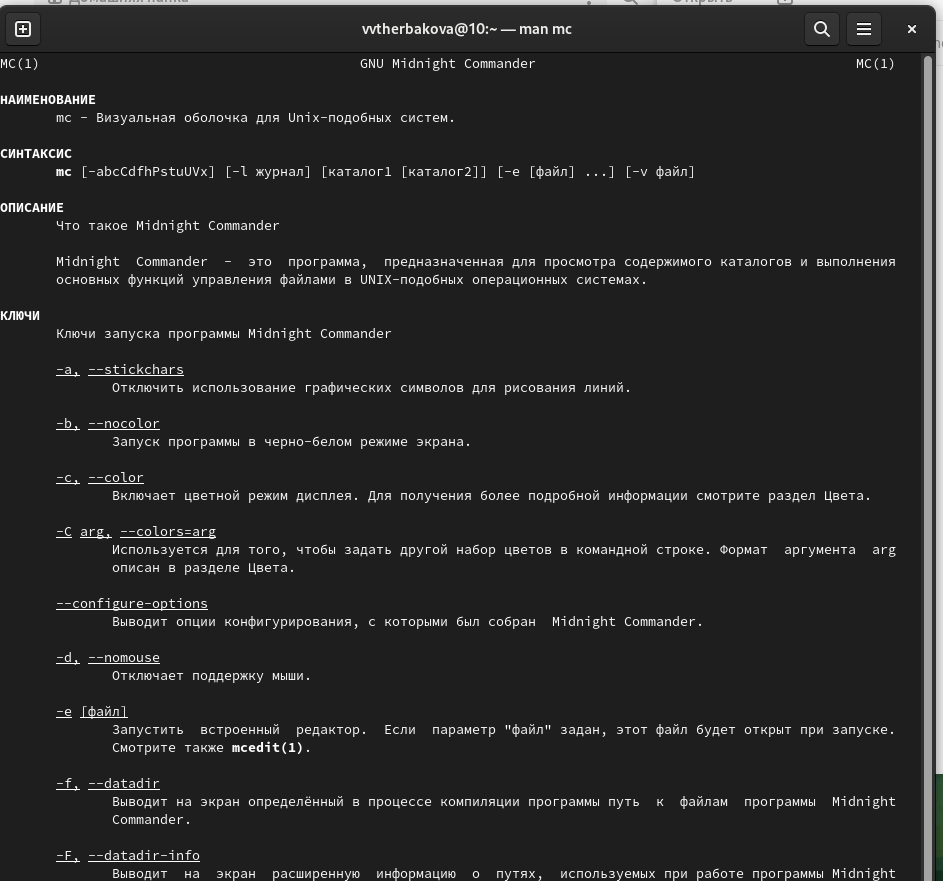 Домашняя папка
Открыть
vvtherbakova@10:~ — man mc
MC(1) GNU Midnight Commander MC(1)
НАИМЕНОВАНИЕ
mc - Визуальная оболочка для Unix-подобных систем.
СИНТАКСИС
mc [-abcCdfhPstuUVx] [-l журнал] [каталог1 [каталог2]] [-e [файл] ...] [-v файл]
ОПИСАНИЕ
Что такое Midnight Commander
Midnight Commander - это программа, предназначенная для просмотра содержимого каталогов и выполнения
основных функций управления файлами в UNIX-подобных операционных системах.
КЛЮЧИ
Ключи запуска программы Midnight Commander
-a, --stickchars
Отключить использование графических символов для рисования линий.
-b, --nocolor
Запуск программы в черно-белом режиме экрана.
-c, --color
Включает цветной режим дисплея. Для получения более подробной информации смотрите раздел Цвета.
-C arg, --colors=arg
Используется для того, чтобы задать другой набор цветов в командной строке. Формат аргумента arg
описан в разделе Цвета.
--configure-options
Выводит опции конфигурирования, с которыми был собран Midnight Commander.
-d, --nomouse
Отключает поддержку мыши.
-e [файл]
Запустить встроенный редактор. Если параметр "файл" задан, этот файл будет открыт при запуске.
Смотрите также mcedit(1).
-f, --datadir
Выводит на экран определённый в процессе компиляции программы путь к файлам программы Midnight
Commander.
-F, --datadir-info
Выводит на экран расширенную информацию о путях, используемых при работе программы Midnight